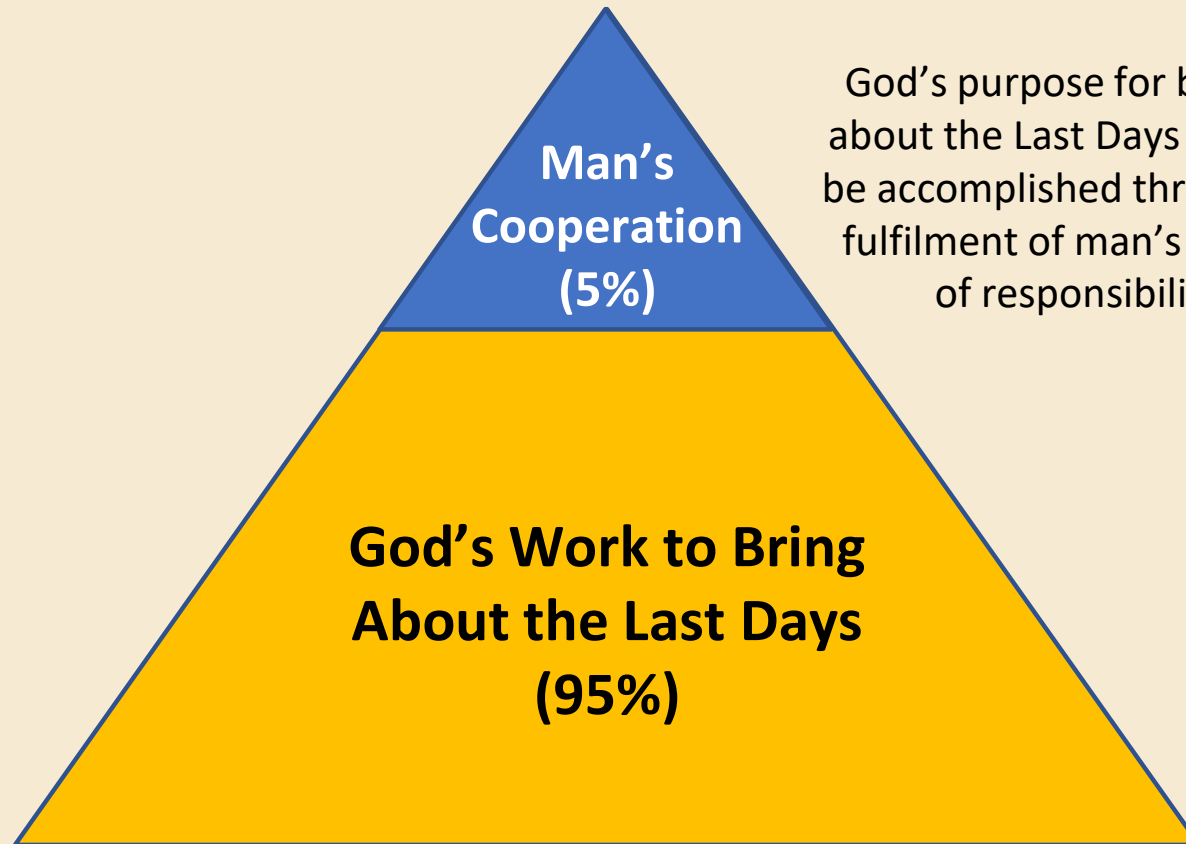 God’s purpose for
about the Last Days
be accomplished
fulfilment of man’s
of
Man’s
Cooperation
(5%)
God’s Work to Bring
About the Last Days
(95%)